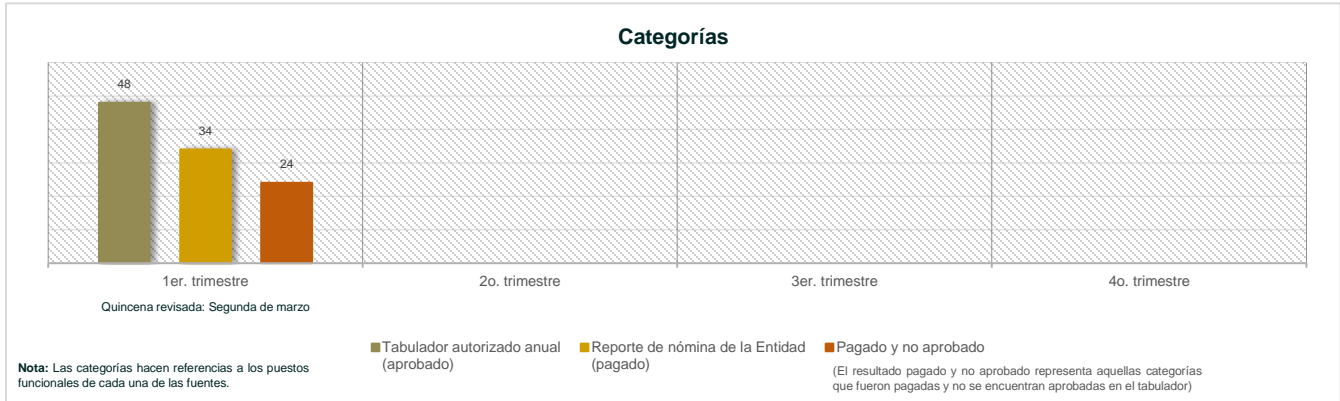 Categorías
48
34
24
1er. trimestre
2o. trimestre
3er. trimestre
4o. trimestre
Quincena revisada: Segunda de marzo
Tabulador autorizado anual
(aprobado)
Reporte de nómina de la Entidad
(pagado)
Pagado y no aprobado
(El resultado pagado y no aprobado representa aquellas categorías
que fueron pagadas y no se encuentran aprobadas en el tabulador)
Nota: Las categorías hacen referencias a los puestos
funcionales de cada una de las fuentes.